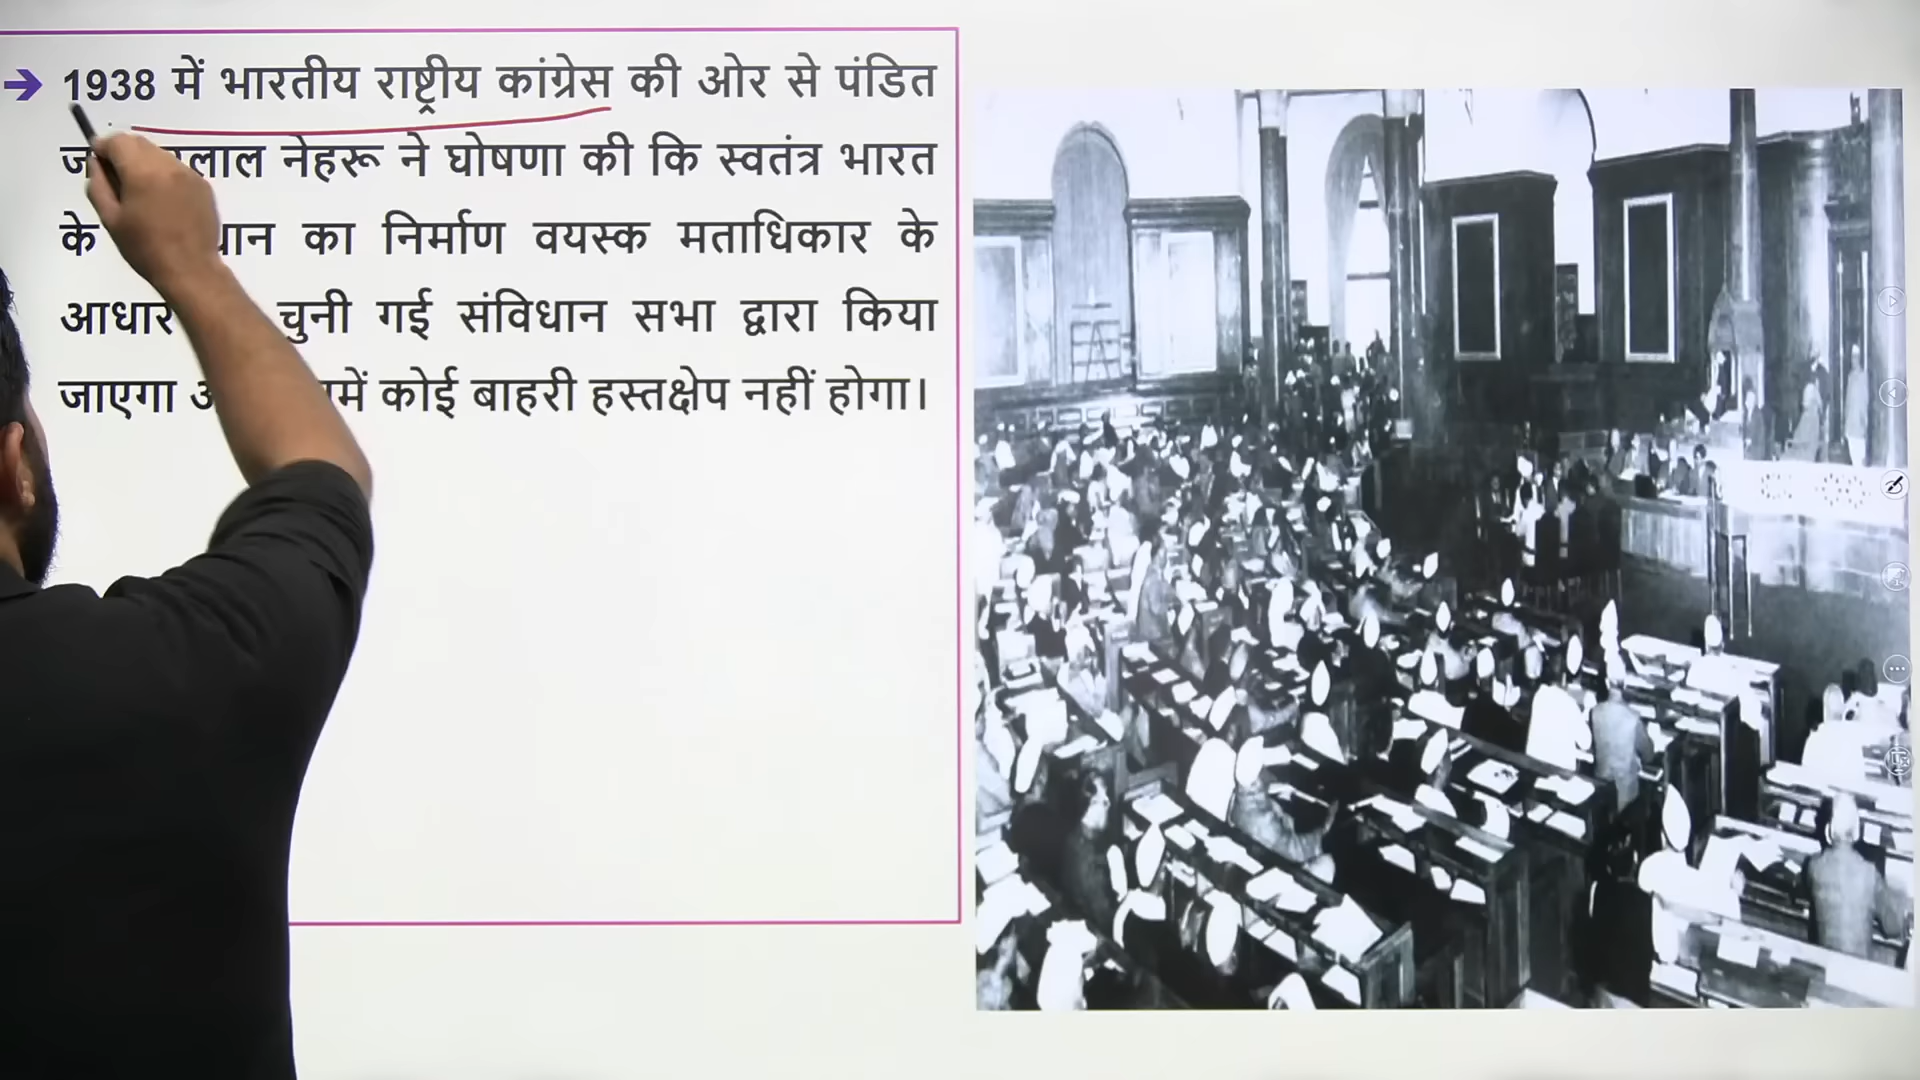 ➔ 1938 में भारतीय राष्ट्रीय कांग्रेस की ओर से पंडित
नेहरू ने घोषणा की कि स्वतंत्र भारत
के का निर्माण वयस्क मताधिकार के
आधार चुनी गई संविधान सभा द्वारा किया
जाएगा कोई बाहरी हस्तक्षेप नहीं होगा।